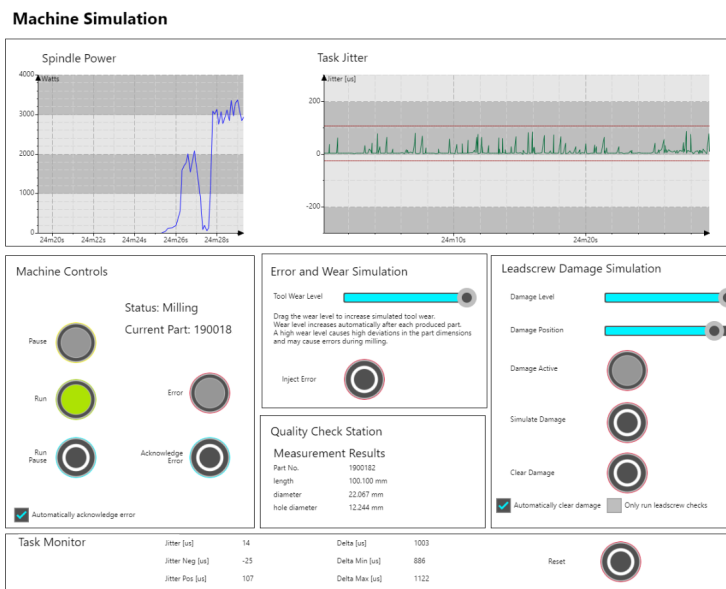 Machine Simulation
Spindle Power
Task Jitter
4000
Watts
3000
2000
1000
0
24m20s 24m22s 24m24s 24m26s 24m28s
Jitter [us]
200
0
-200
24m10s 24m20s
Machine Controls
Status: Milling
Current Part: 190018
Pause
Run
Error
Run
Pause
Acknowledge
Error
Automatically acknowledge error
Error and Wear Simulation
Tool Wear Level
Drag the wear level to increase simulated tool wear.
Wear level increases automatically after each produced part.
A high wear level causes high deviations in the part dimensions
and may cause errors during milling.
Inject Error
Quality Check Station
Measurement Results
Part No. 1900182
length 100.100 mm
diameter 22.067 mm
hole diameter 12.244 mm
Leadscrew Damage Simulation
Damage Level
Damage Position
Damage Active
Simulate Damage
Clear Damage
Automatically clear damage Only run leadscrew checks
Task Monitor
Jitter [us] 14 Delta [us] 1003
Jitter Neg [us] -25 Delta Min [us] 886
Jitter Pos [us] 107 Delta Max [us] 1122
Reset